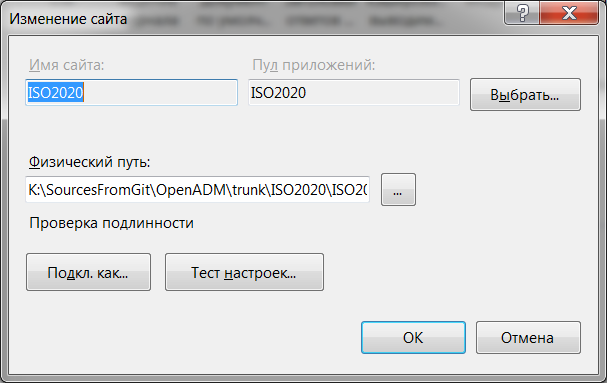 Изменение сайта
Имя сайта:
Пул приложений:
ISO2020
ISO2020
Выбрать...
Физический путь:
K:\SourcesFromGit\OpenADM\trunk\ISO2020\ISO20
...
Проверка подлинности
Подкл. как...
Тест настроек...
ОК
Отмена